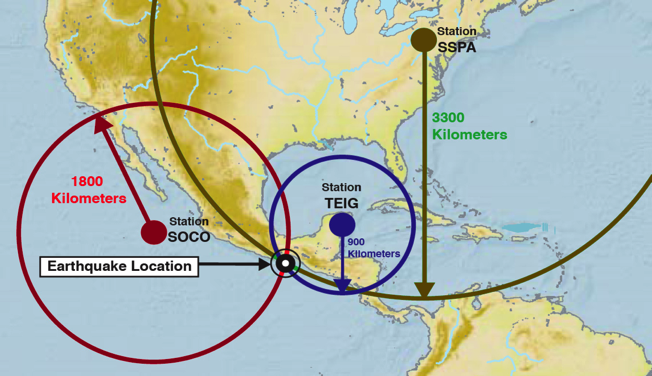 Station
SSPA
3300
Kilometers
1800
Kilometers
Station
TEIG
Station
SOCO
900
Kilometers
Earthquake Location